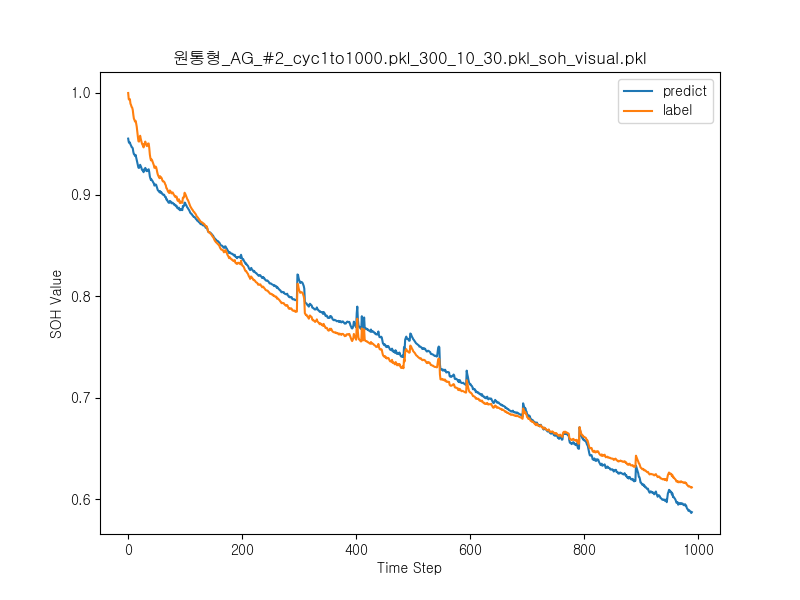 원통형_AG_#2_cyc1to1000.pkl_300_10_30.pkl_soh_visual.pkl
predict
label
1.0
0.9
0.8
0.7
0.6
SOH Value
0
200
400
600
800
1000
Time Step